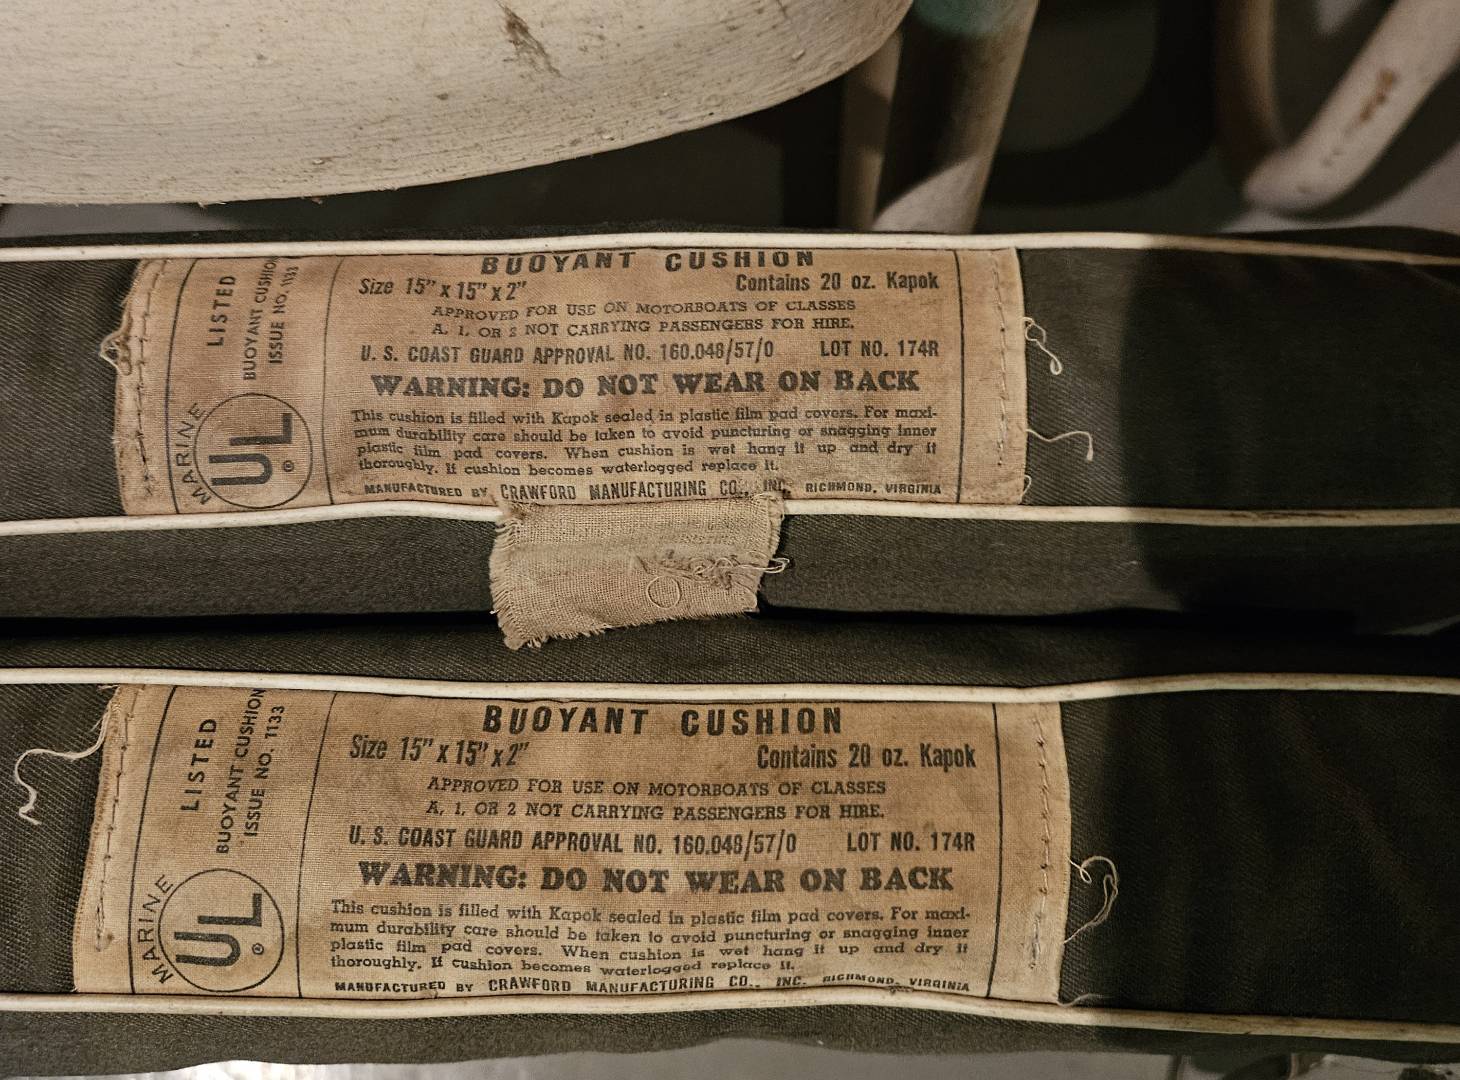 BUOYANT CUSHION
Size 15" x 15" x 2" Contains 20 oz. Kapok
APPROVED FOR USE ON MOTORBOATS OF CLASSES
A, 1, OR 2 NOT CARRYING PASSENGERS FOR HIRE.
U. S. COAST GUARD APPROVAL NO. 160.048/57/0 LOT NO. 174R
WARNING: DO NOT WEAR ON BACK
This cushion is filled with Kapok sealed in plastic film pad covers. For maxi-
mum durability care should be taken to avoid puncturing or snagging inner
plastic film pad covers. When cushion is wet hang it up and dry it
thoroughly. If cushion becomes waterlogged replace it.
MANUFACTURED BY CRAWFORD MANUFACTURING CO., INC. RICHMOND, VIRGINIA
LISTED
BUOYANT CUSHION
ISSUE NO. 1133
MARINE
UL ®
BUOYANT CUSHION
Size 15" x 15" x 2" Contains 20 oz. Kapok
APPROVED FOR USE ON MOTORBOATS OF CLASSES
A, 1, OR 2 NOT CARRYING PASSENGERS FOR HIRE.
U. S. COAST GUARD APPROVAL NO. 160.048/57/0 LOT NO. 174R
WARNING: DO NOT WEAR ON BACK
This cushion is filled with Kapok sealed in plastic film pad covers. For maxi-
mum durability care should be taken to avoid puncturing or snagging inner
plastic film pad covers. When cushion is wet hang it up and dry it
thoroughly. If cushion becomes waterlogged replace it.
MANUFACTURED BY CRAWFORD MANUFACTURING CO., INC. RICHMOND, VIRGINIA
LISTED
BUOYANT CUSHION
ISSUE NO. 1133
MARINE
UL ®